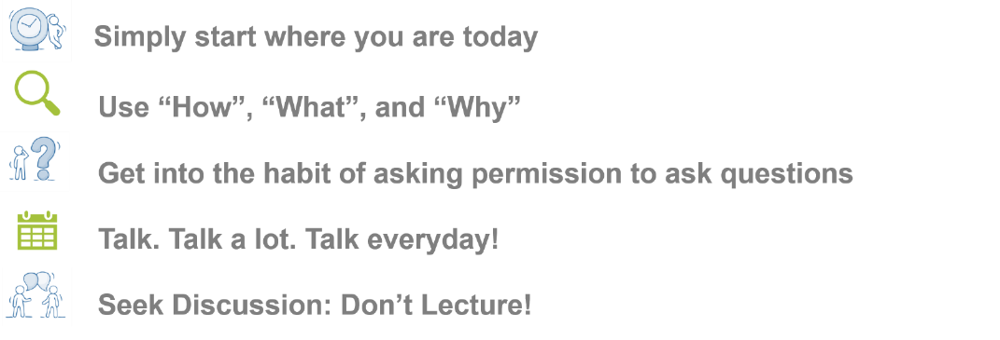 Simply start where you are today
Use “How”, “What”, and “Why”
Get into the habit of asking permission to ask questions
Talk. Talk a lot. Talk everyday!
Seek Discussion: Don’t Lecture!